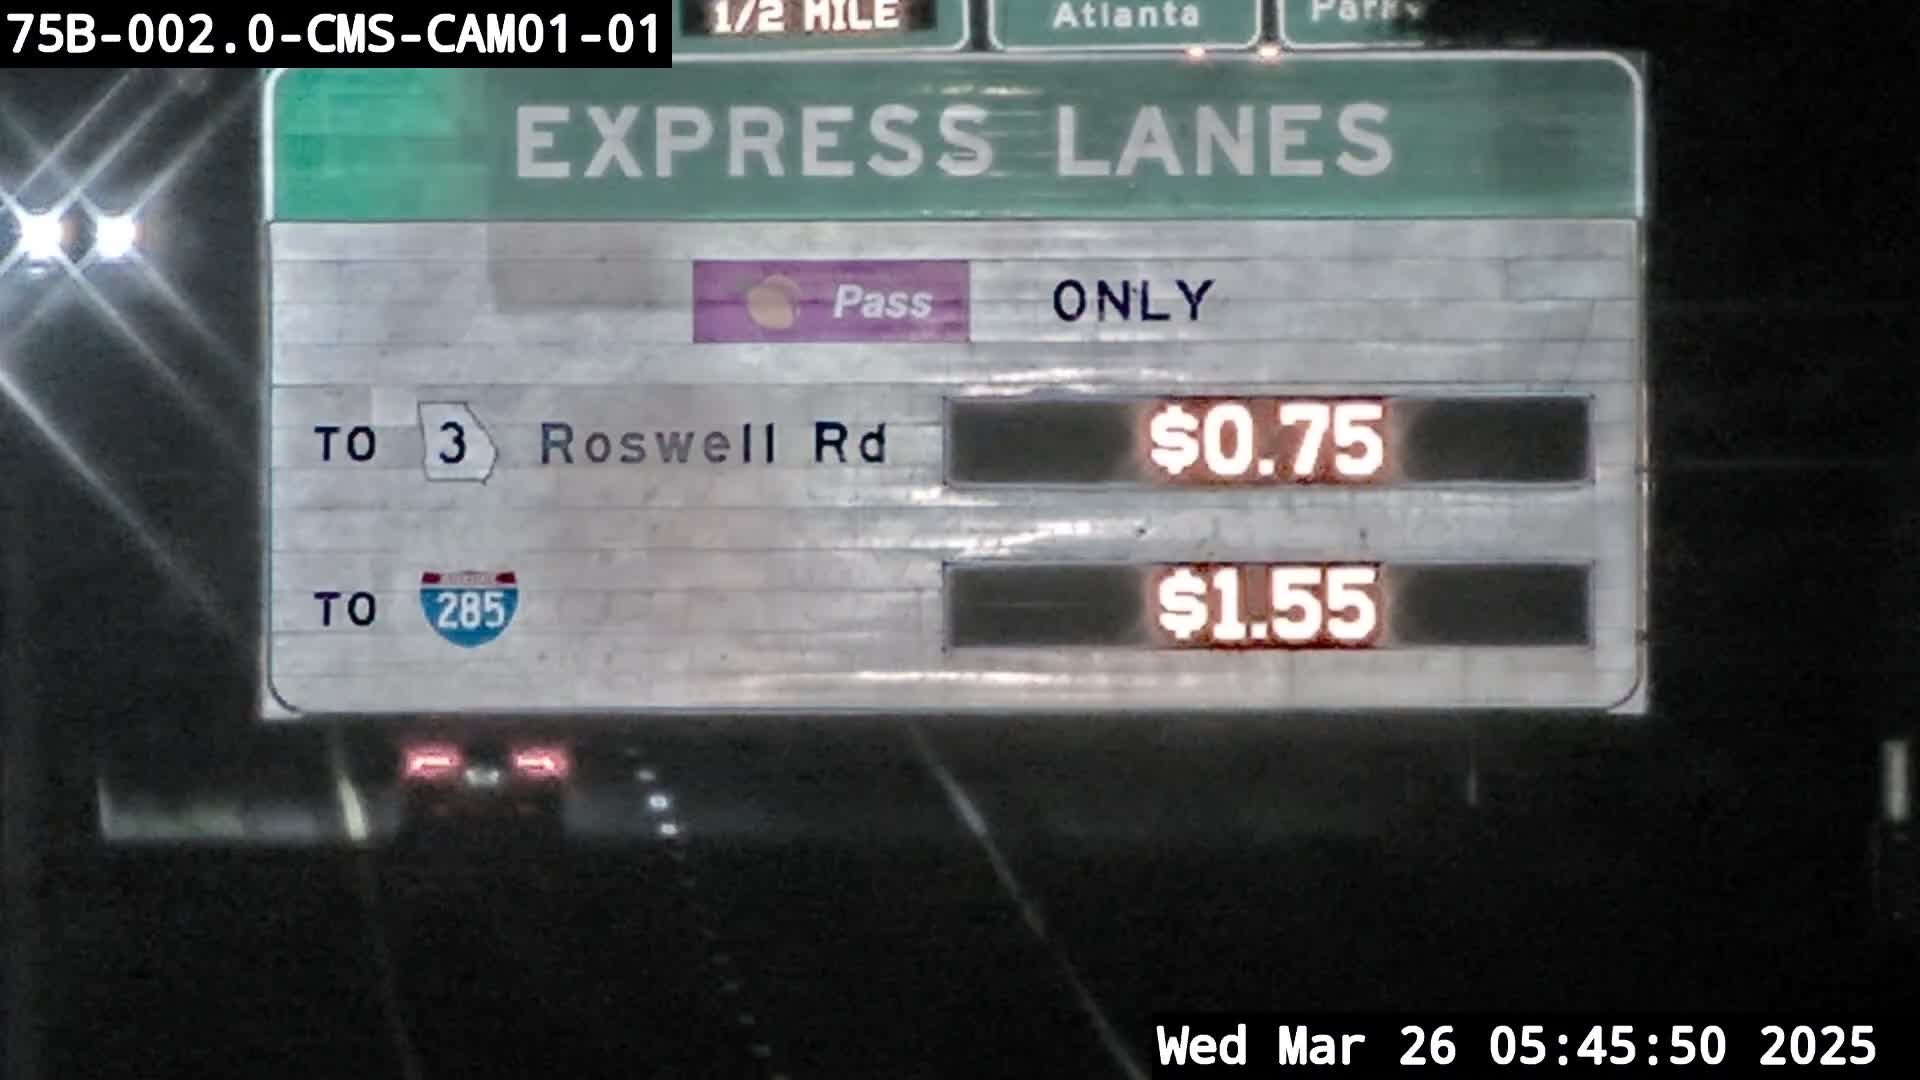 75B-002.0-CMS-CAM01-01
1/2 MILE
Atlanta
EXPRESS LANES
Pass ONLY
TO 3 Roswell Rd $0.75
TO 285 $1.55
Wed Mar 26 05:45:50 2025